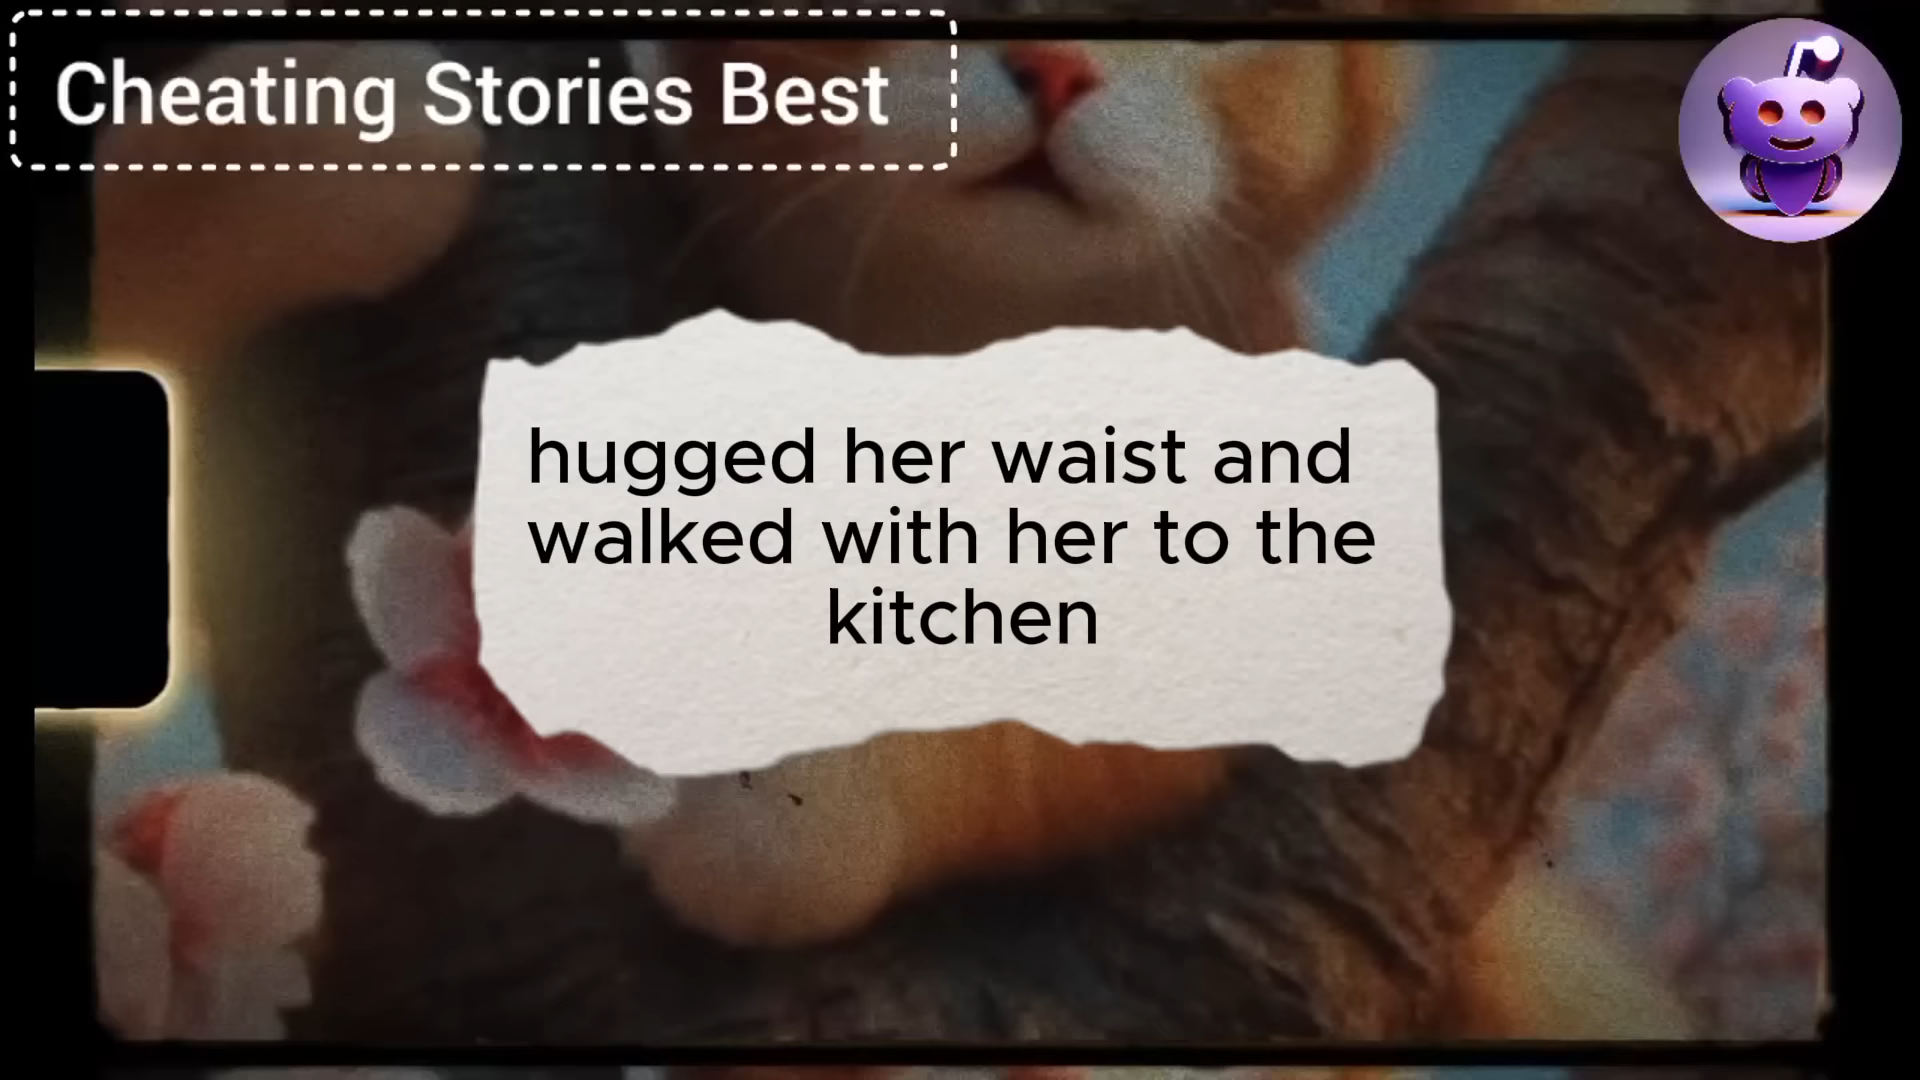 Cheating Stories Best
hugged her waist and
walked with her to the
kitchen